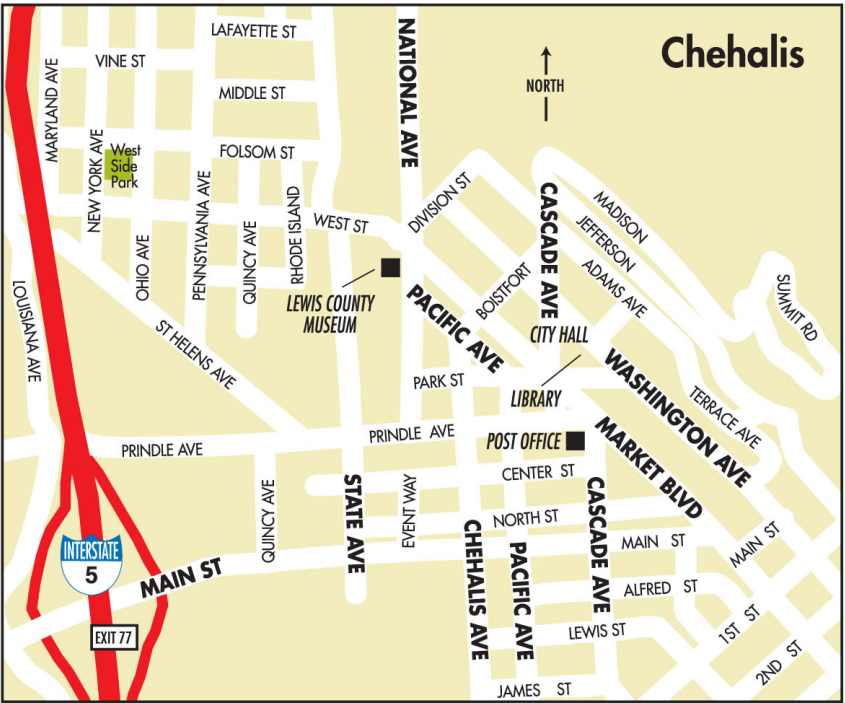 Chehalis
NORTH
LAFAYETTE ST
VINE ST
MIDDLE ST
FOLSOM ST
MARYLAND AVE
NEW YORK AVE
West
Side
Park
OHIO AVE
PENNSYLVANIA AVE
QUINCY AVE
RHODE ISLAND
WEST ST
NATIONAL AVE
DIVISION ST
CASCADE AVE
MADISON
JEFFERSON
ADAMS AVE
SUMMIT RD
BOISTFORT
LEWIS COUNTY
MUSEUM
PACIFIC AVE
CITY HALL
LOUISIANA AVE
ST HELENS AVE
PARK ST
LIBRARY
WASHINGTON AVE
TERRACE AVE
PRINDLE AVE
PRINDLE AVE
POST OFFICE
MARKET BLVD
CENTER ST
QUINCY AVE
STATE AVE
EVENT WAY
NORTH ST
CHEHALIS AVE
PACIFIC AVE
CASCADE AVE
MAIN ST
MAIN ST
INTERSTATE
5
MAIN ST
ALFRED ST
EXIT 77
LEWIS ST
1ST ST
2ND ST
JAMES ST